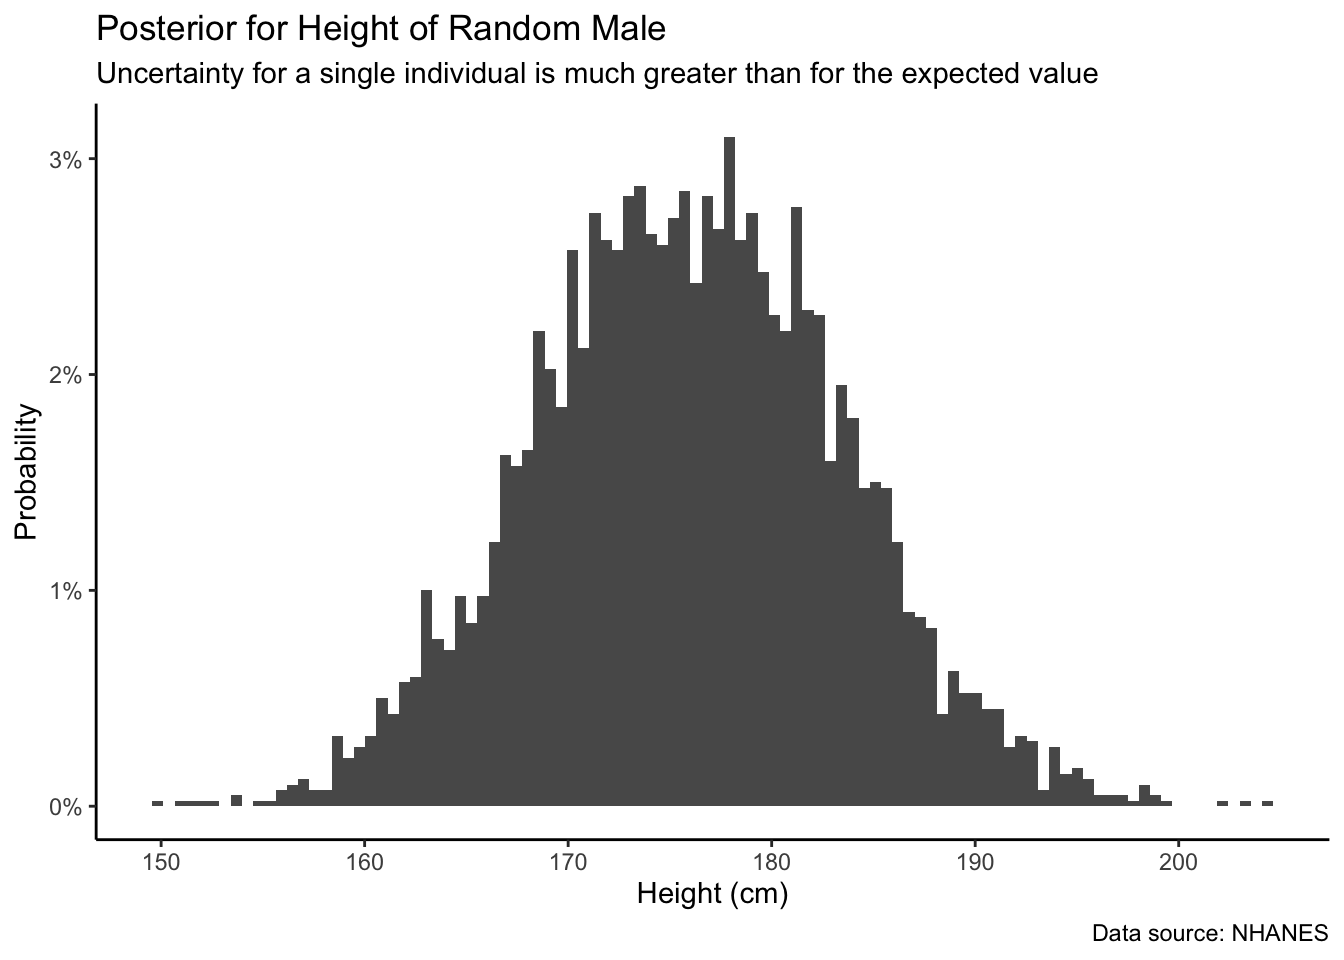 Posterior for Height of Random Male
Uncertainty for a single individual is much greater than for the expected value
3%
2%
1%
0%
Probability
150 160 170 180 190 200
Height (cm)
Data source: NHANES